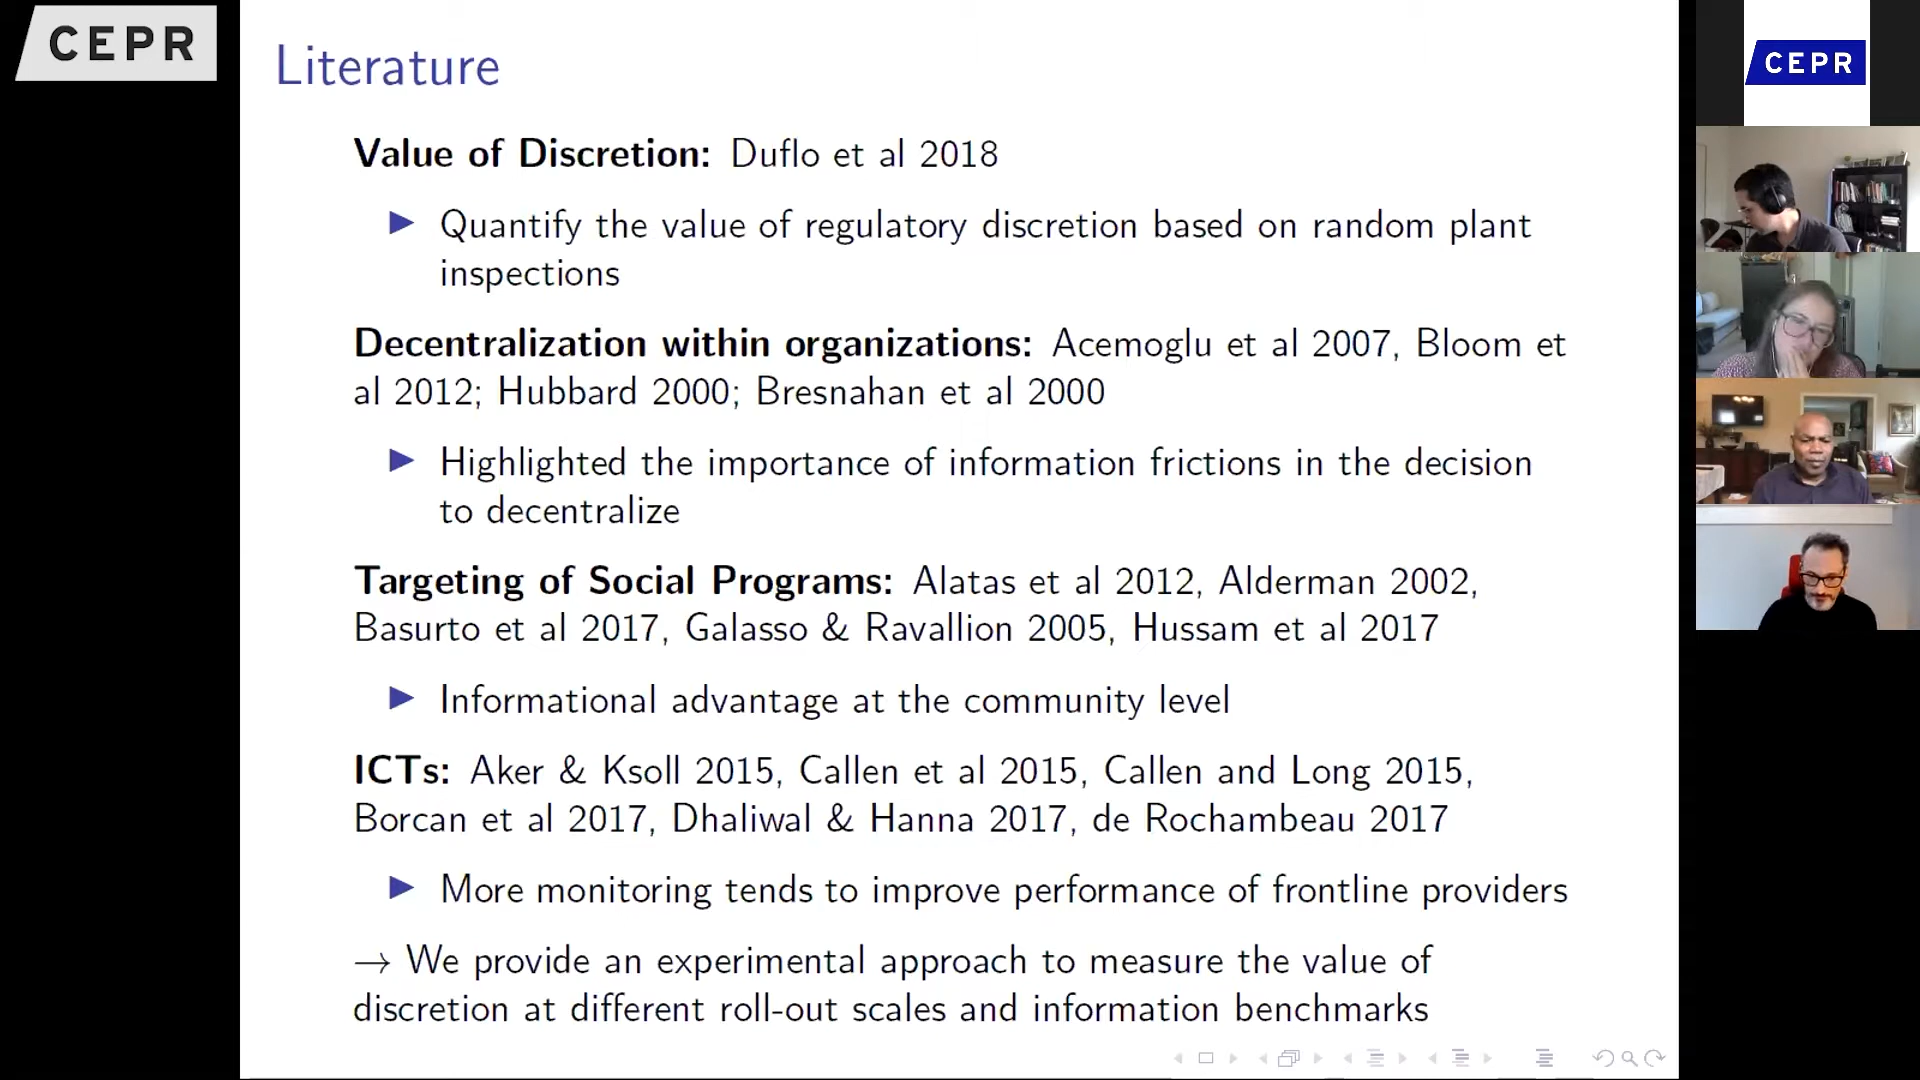 CEPR
Literature
Value of Discretion: Duflo et al 2018
Quantify the value of regulatory discretion based on random plant
inspections
Decentralization within organizations: Acemoglu et al 2007, Bloom et
al 2012; Hubbard 2000; Bresnahan et al 2000
Highlighted the importance of information frictions in the decision
to decentralize
Targeting of Social Programs: Alatas et al 2012, Alderman 2002,
Basurto et al 2017, Galasso & Ravallion 2005, Hussam et al 2017
Informational advantage at the community level
ICTs: Aker & Ksoll 2015, Callen et al 2015, Callen and Long 2015,
Borcan et al 2017, Dhaliwal & Hanna 2017, de Rochambeau 2017
More monitoring tends to improve performance of frontline providers
→ We provide an experimental approach to measure the value of
discretion at different roll-out scales and information benchmarks
CEPR